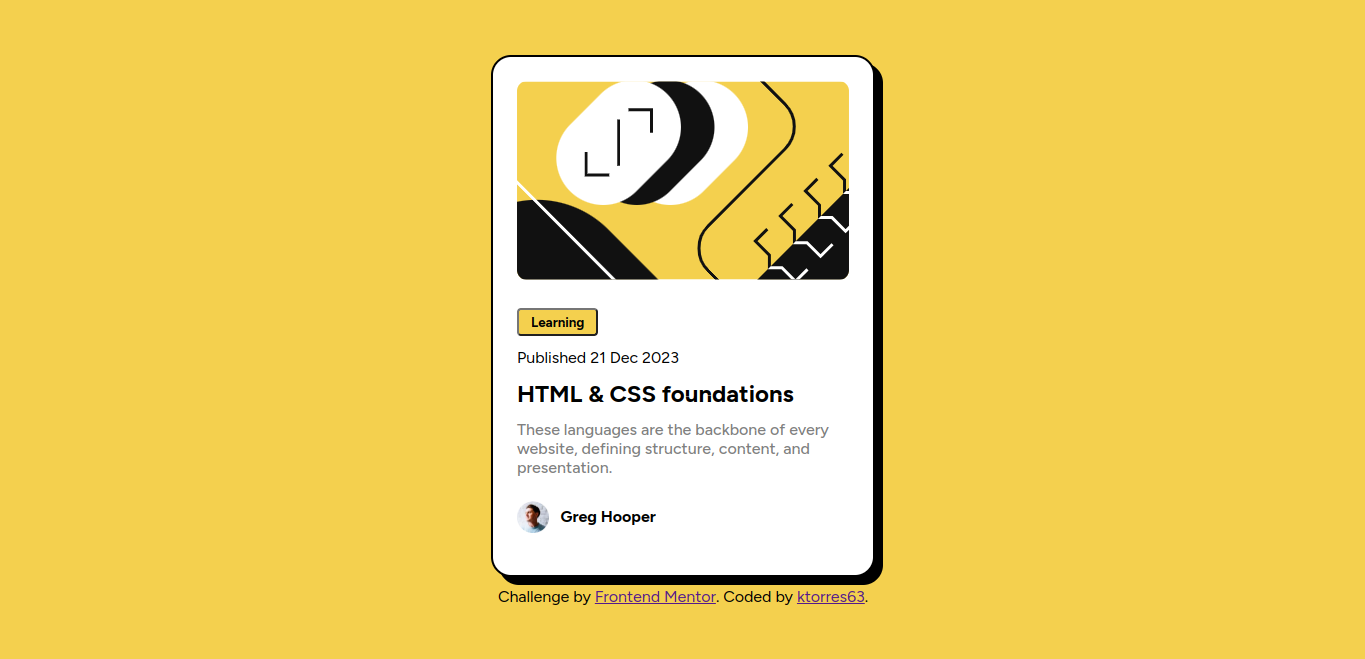 Learning
Published 21 Dec 2023
HTML & CSS foundations
These languages are the backbone of every
website, defining structure, content, and
presentation.
Greg Hooper
Challenge by Frontend Mentor. Coded by ktorres63.